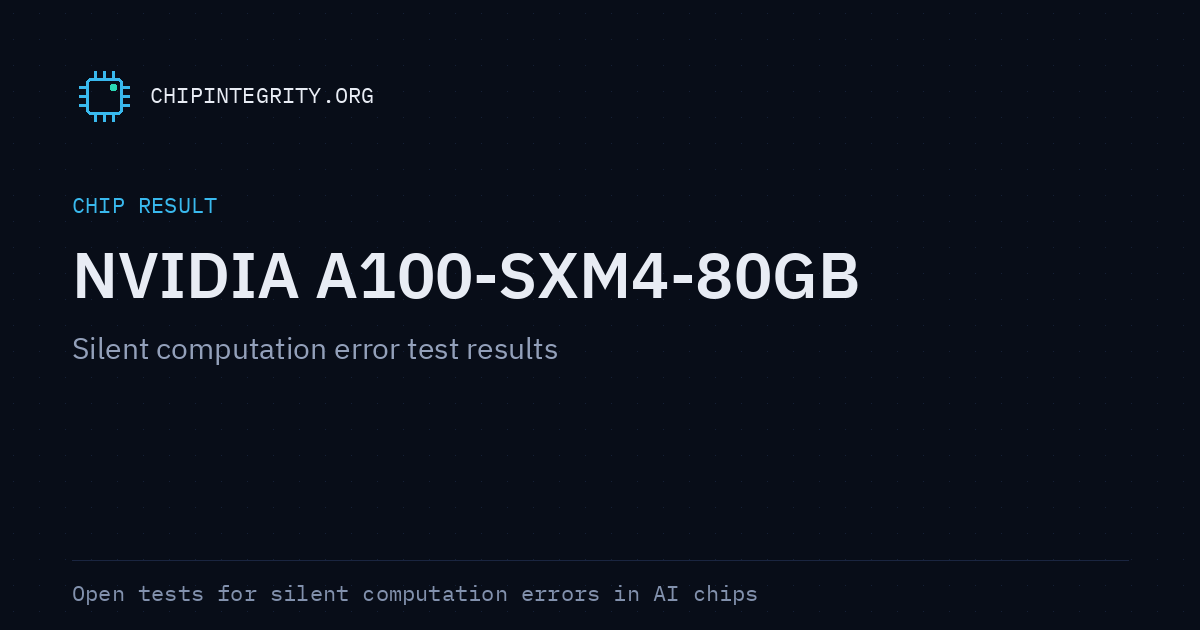 CHIPINTEGRITY.ORG
CHIP RESULT
NVIDIA A100-SXM4-80GB
Silent computation error test results
Open tests for silent computation errors in AI chips